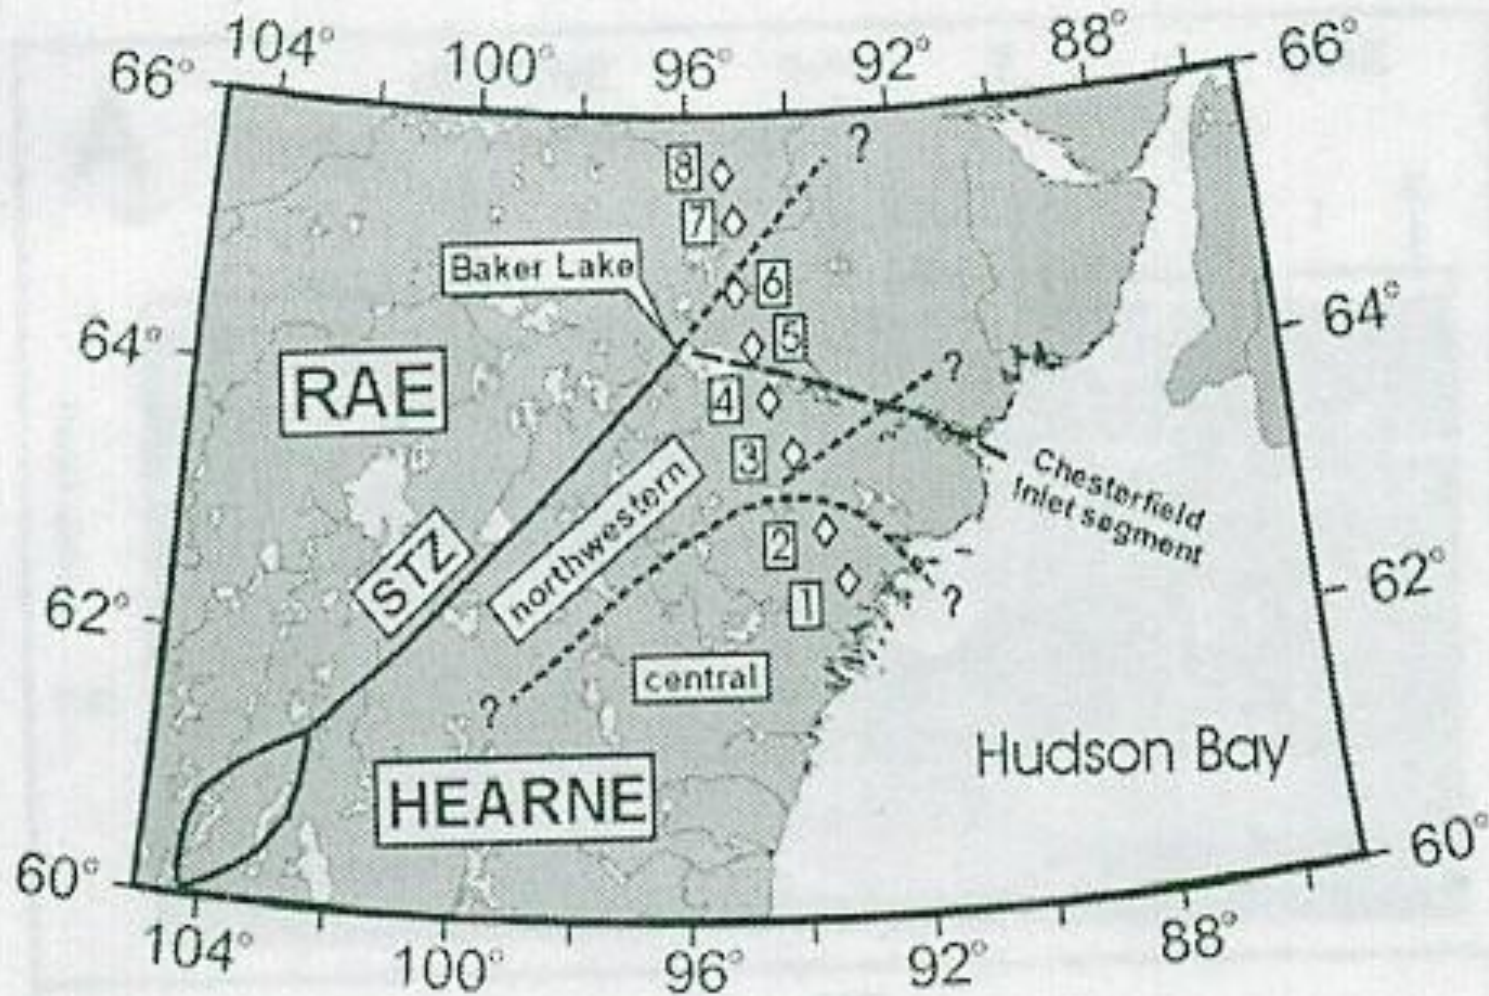 104° 100° 96° 92° 88°
66° 66°
?
8
7
Baker Lake
6
64° 64°
5
RAE
4
?
3
Chesterfield
Inlet segment
northwestern
STZ
2
62° 62°
1
?
central
?
Hudson Bay
HEARNE
60° 60°
104° 100° 96° 92° 88°